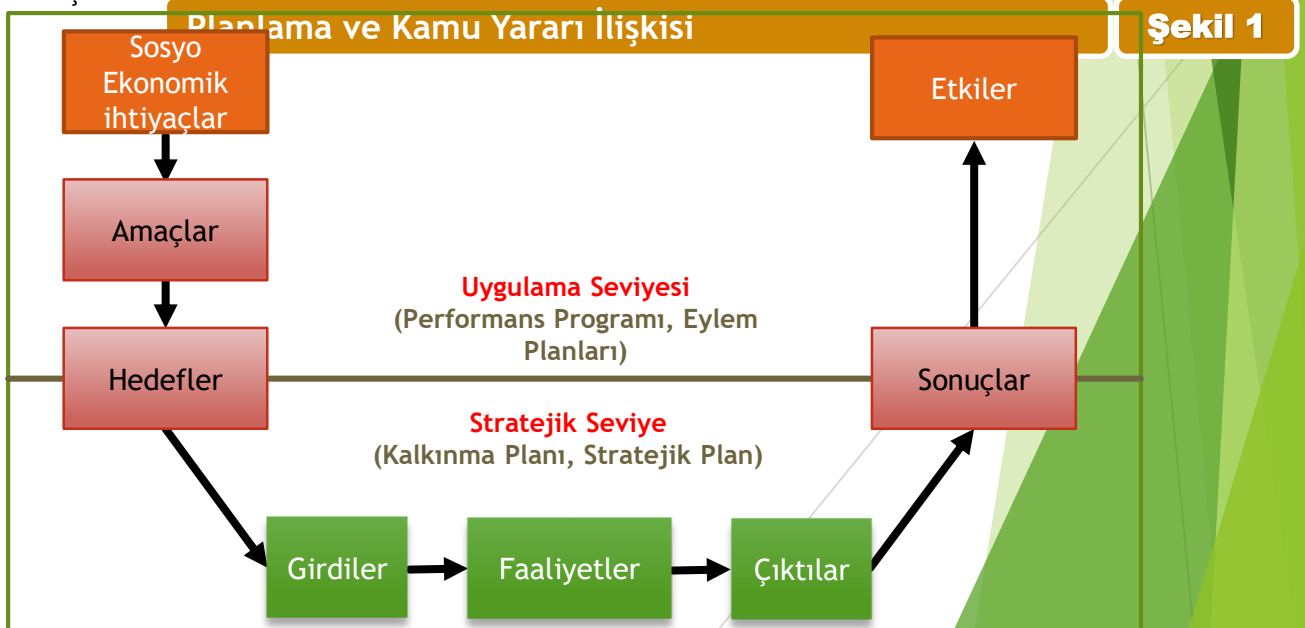 Planlama ve Kamu Yararı İlişkisi
Şekil 1
Sosyo
Ekonomik
ihtiyaçlar
Etkiler
Amaçlar
Uygulama Seviyesi
(Performans Programı, Eylem
Planları)
Hedefler
Sonuçlar
Stratejik Seviye
(Kalkınma Planı, Stratejik Plan)
Girdiler
Faaliyetler
Çıktılar